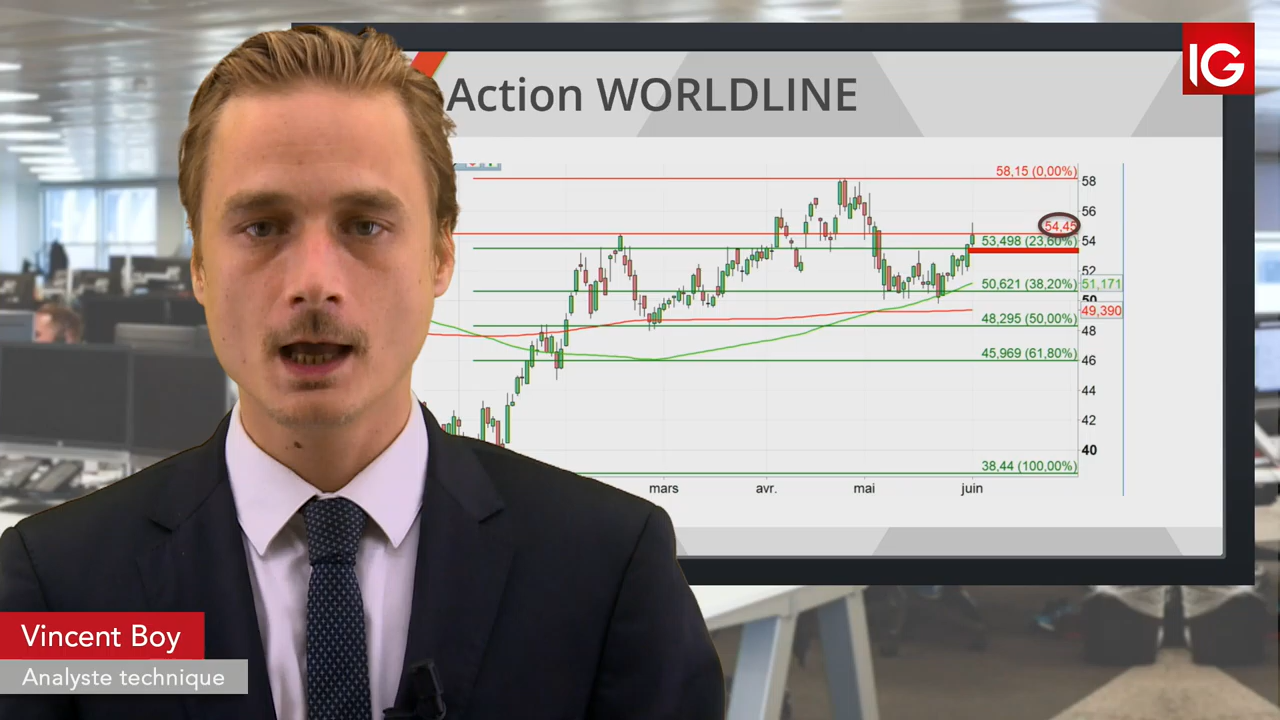 IG
Action WORLDLINE
58,15 (0,00%)
58
56
54,45
54
53,498 (23,60%)
52
50,621 (38,20%)
51,171
50
49,390
48,295 (50,00%)
48
45,969 (61,80%)
46
44
42
40
38,44 (100,00%)
mars
avr.
mai
juin
Vincent Boy
Analyste technique